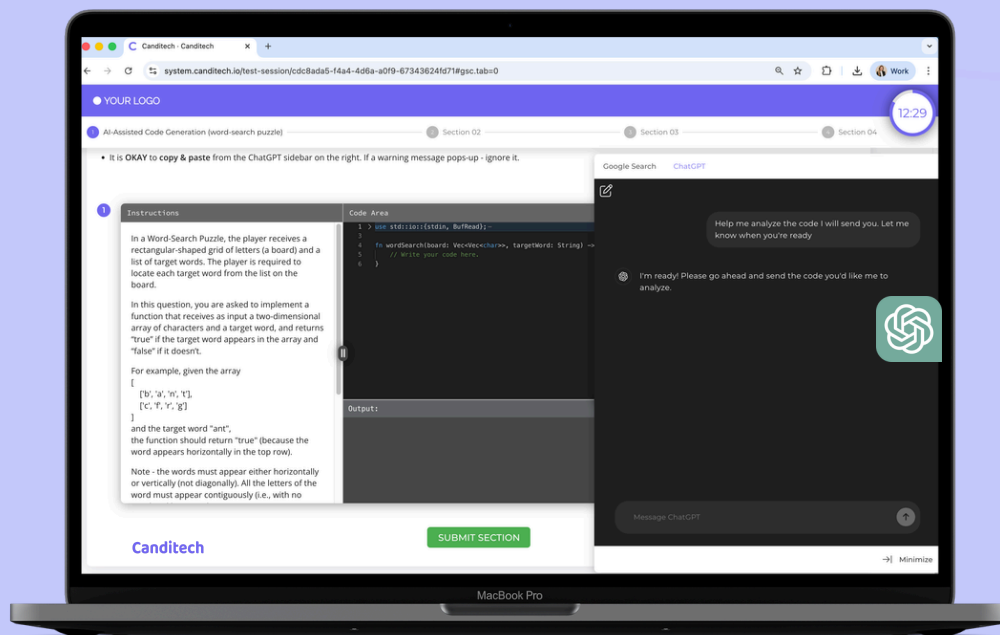 Canditech - Canditech
system.canditech.io/test-session/cdc8ada5-f4a4-4d6a-a0f9-67343624fd71#gsc.tab=0
Work
YOUR LOGO
12:29
1 AI-Assisted Code Generation (word-search puzzle)
Section 02
Section 03
Section 04
• It is OKAY to copy & paste from the ChatGPT sidebar on the right. If a warning message pops-up - ignore it.
1
Instructions
In a Word-Search Puzzle, the player receives a
rectangular-shaped grid of letters (a board) and a
list of target words. The player is required to
locate each target word from the list on the
board.
In this question, you are asked to implement a
function that receives as input a two-dimensional
array of characters and a target word, and returns
"true" if the target word appears in the array and
"false" if it doesn't.
For example, given the array
[
['b', 'a', 'n', 't'],
['c', 'f', 'r', 'g']
]
and the target word "ant",
the function should return "true" (because the
word appears horizontally in the top row).
Note - the words must appear either horizontally
or vertically (not diagonally). All the letters of the
word must appear contiguously (i.e., with no
Code Area
1 use std::io::{stdin, BufRead};
3
4 fn wordSearch(board: Vec<Vec<char>>, targetWord: String) ->
5 // Write your code here.
6 }
Output:
Google Search
ChatGPT
Help me analyze the code I will send you. Let me
know when you're ready
I'm ready! Please go ahead and send the code you'd like me to
analyze.
Message ChatGPT
Minimize
Canditech
SUBMIT SECTION
MacBook Pro